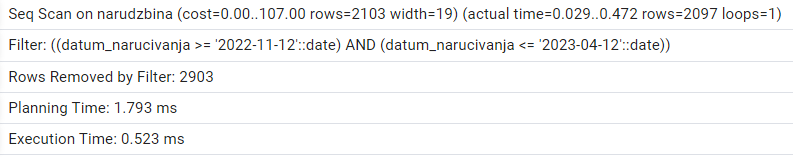 Seq Scan on narudzbina (cost=0.00..107.00 rows=2103 width=19) (actual time=0.029..0.472 rows=2097 loops=1)
Filter: ((datum_narucivanja >= '2022-11-12'::date) AND (datum_narucivanja <= '2023-04-12'::date))
Rows Removed by Filter: 2903
Planning Time: 1.793 ms
Execution Time: 0.523 ms